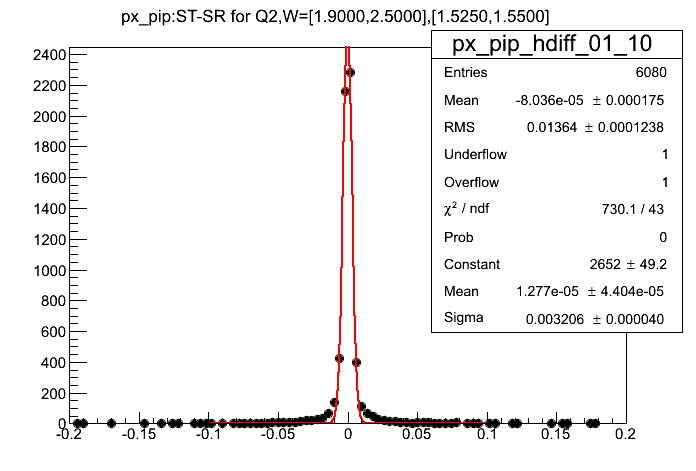 px_pip:ST-SR for Q2,W=[1.9000,2.5000],[1.5250,1.5500]
px_pip_hdiff_01_10
Entries 6080
Mean -8.036e-05 ± 0.000175
RMS 0.01364 ± 0.0001238
Underflow 1
Overflow 1
χ² / ndf 730.1 / 43
Prob 0
Constant 2652 ± 49.2
Mean 1.277e-05 ± 4.404e-05
Sigma 0.003206 ± 0.000040
2400
2200
2000
1800
1600
1400
1200
1000
800
600
400
200
0
-0.2 -0.15 -0.1 -0.05 0 0.05 0.1 0.15 0.2